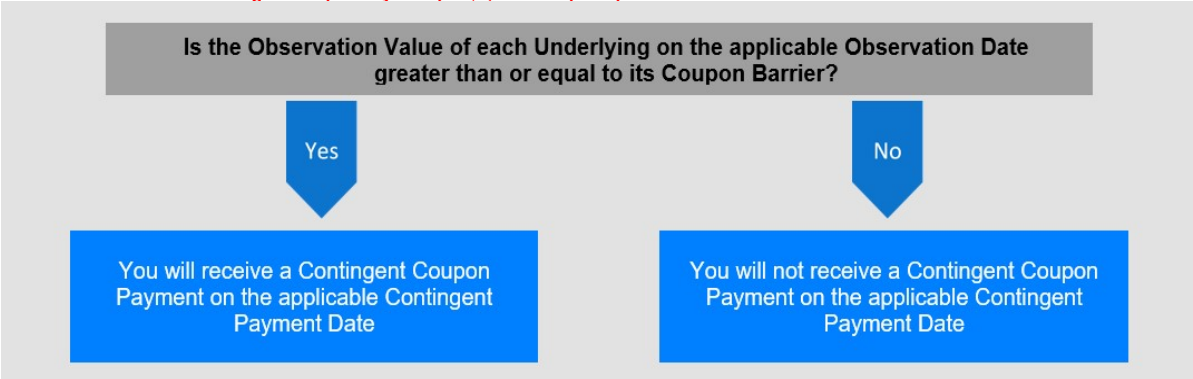 Is the Observation Value of each Underlying on the applicable Observation Date
greater than or equal to its Coupon Barrier?
Yes
No
You will receive a Contingent Coupon
Payment on the applicable Contingent
Payment Date
You will not receive a Contingent Coupon
Payment on the applicable Contingent
Payment Date